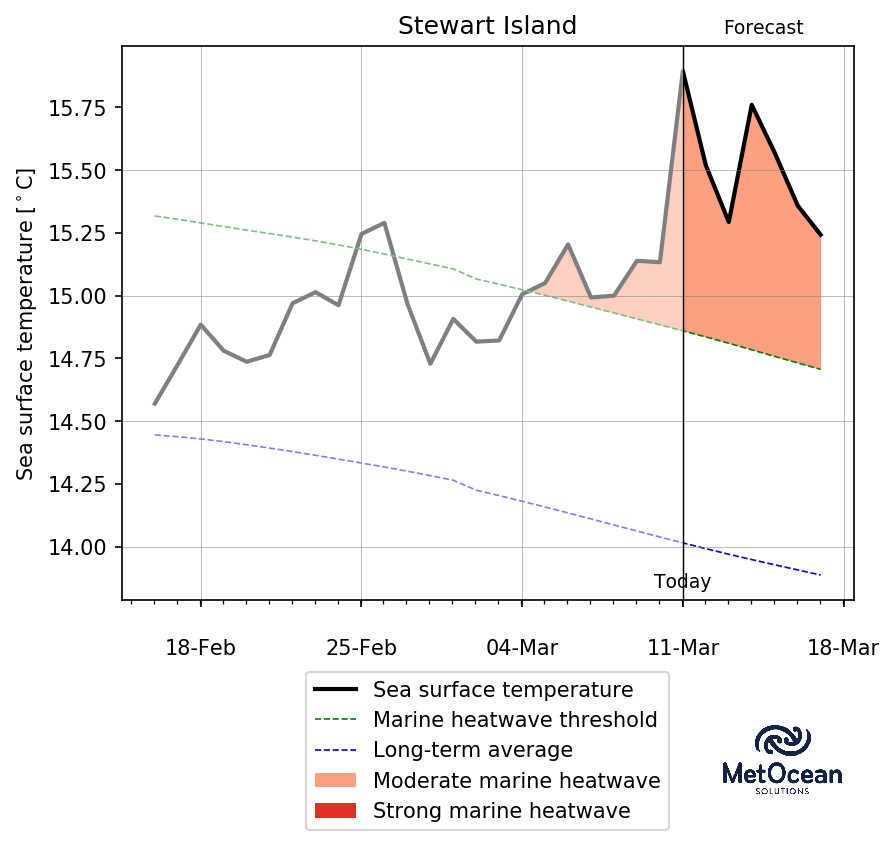 Stewart Island
Forecast
Sea surface temperature [°C]
15.75
15.50
15.25
15.00
14.75
14.50
14.25
14.00
Today
18-Feb
25-Feb
04-Mar
11-Mar
18-Mar
Sea surface temperature
Marine heatwave threshold
Long-term average
Moderate marine heatwave
Strong marine heatwave
MetOcean
SOLUTIONS